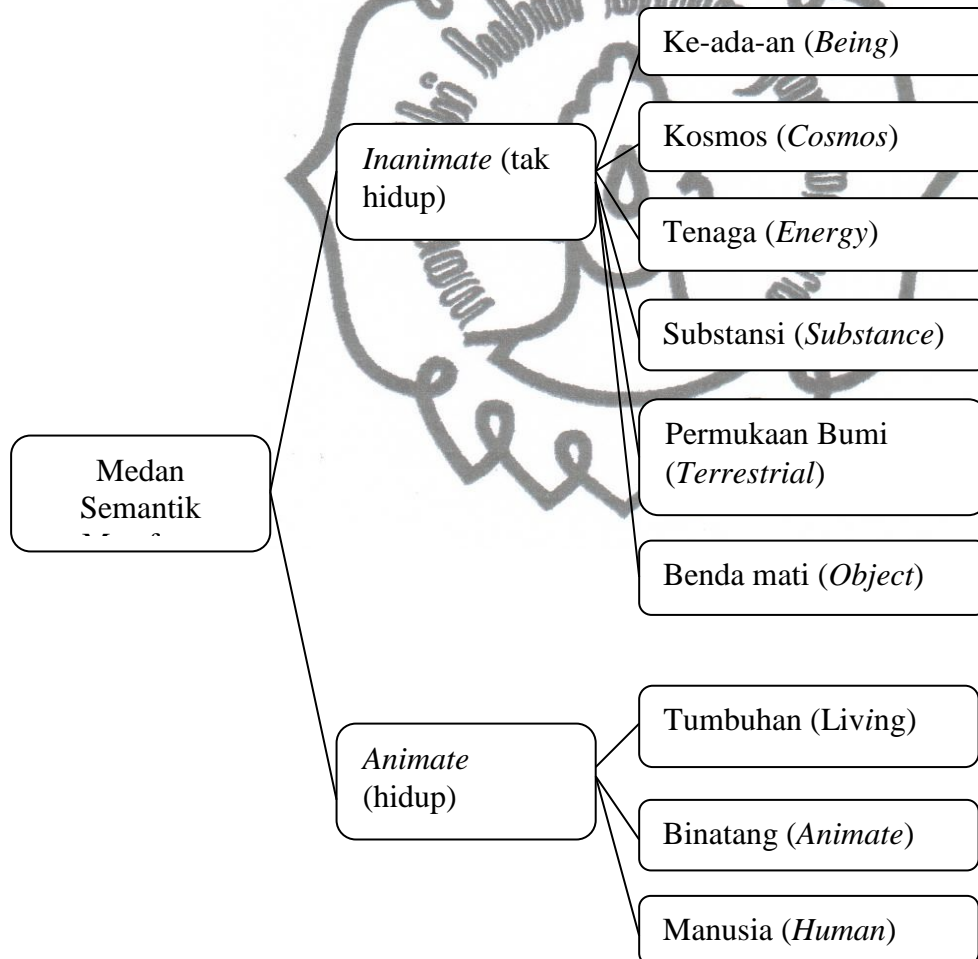 Medan
Semantik
Inanimate (tak
hidup)
Ke-ada-an (Being)
Kosmos (Cosmos)
Tenaga (Energy)
Substansi (Substance)
Permukaan Bumi
(Terrestrial)
Benda mati (Object)
Animate
(hidup)
Tumbuhan (Living)
Binatang (Animate)
Manusia (Human)